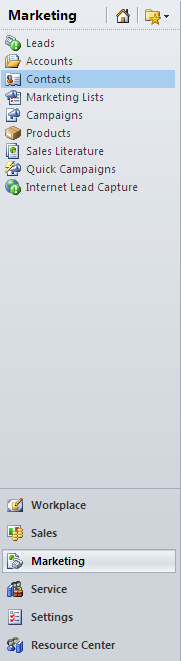 Marketing
Leads
Accounts
Contacts
Marketing Lists
Campaigns
Products
Sales Literature
Quick Campaigns
Internet Lead Capture
Workplace
Sales
Marketing
Service
Settings
Resource Center